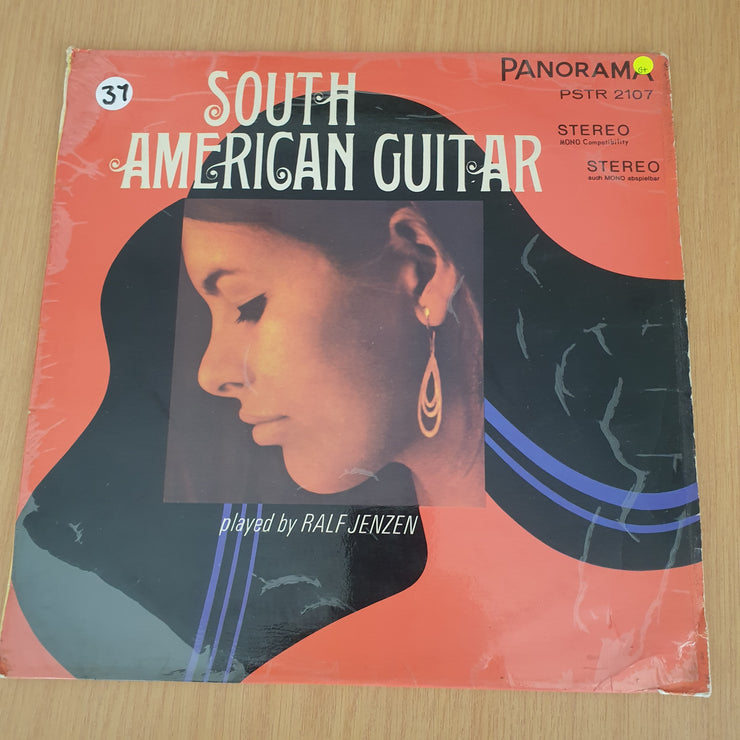 37
SOUTH
AMERICAN GUITAR
PANORAMA
PSTR 2107
STEREO
MONO Compatibility
STEREO
auch MONO abspielbar
played by RALF JENZEN